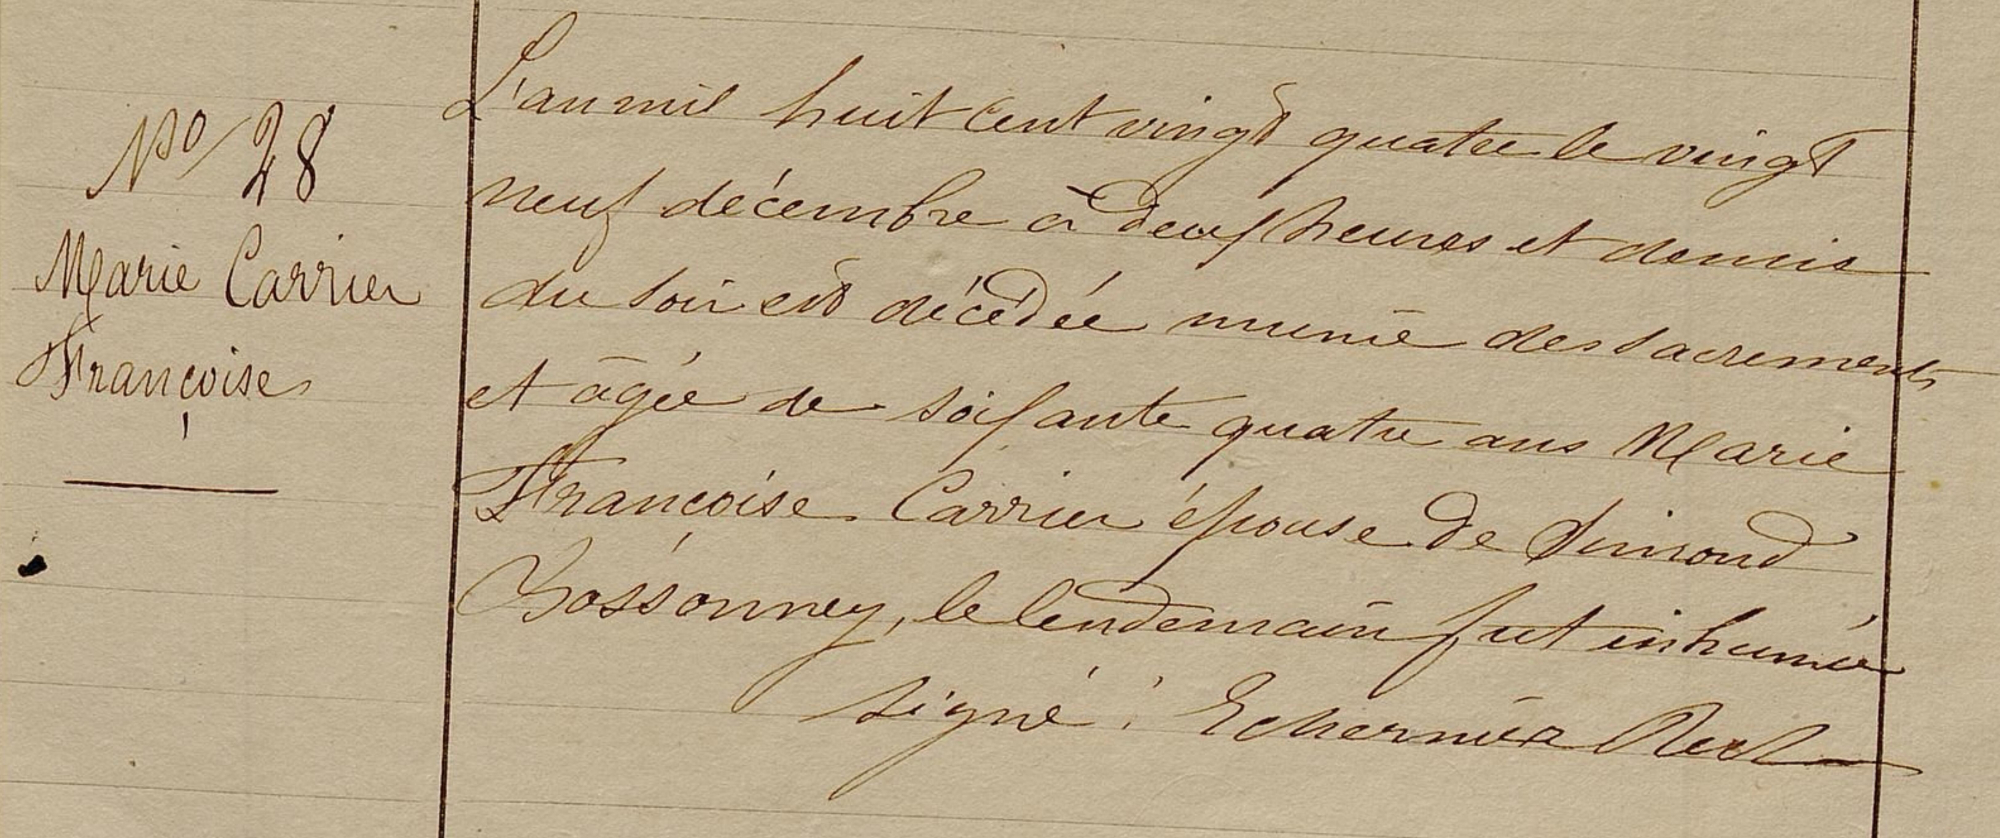 No 28
Marie Carrier
Françoise
L'an mil huit cent vingt quatre le vingt
neuf décembre à deux heures et demie
du soir est décédée munie des sacrements
et âgée de soixante quatre ans Marie
Françoise Carrier épouse de Simond
Bossonney, le lendemain fut inhumée
signé : Rect